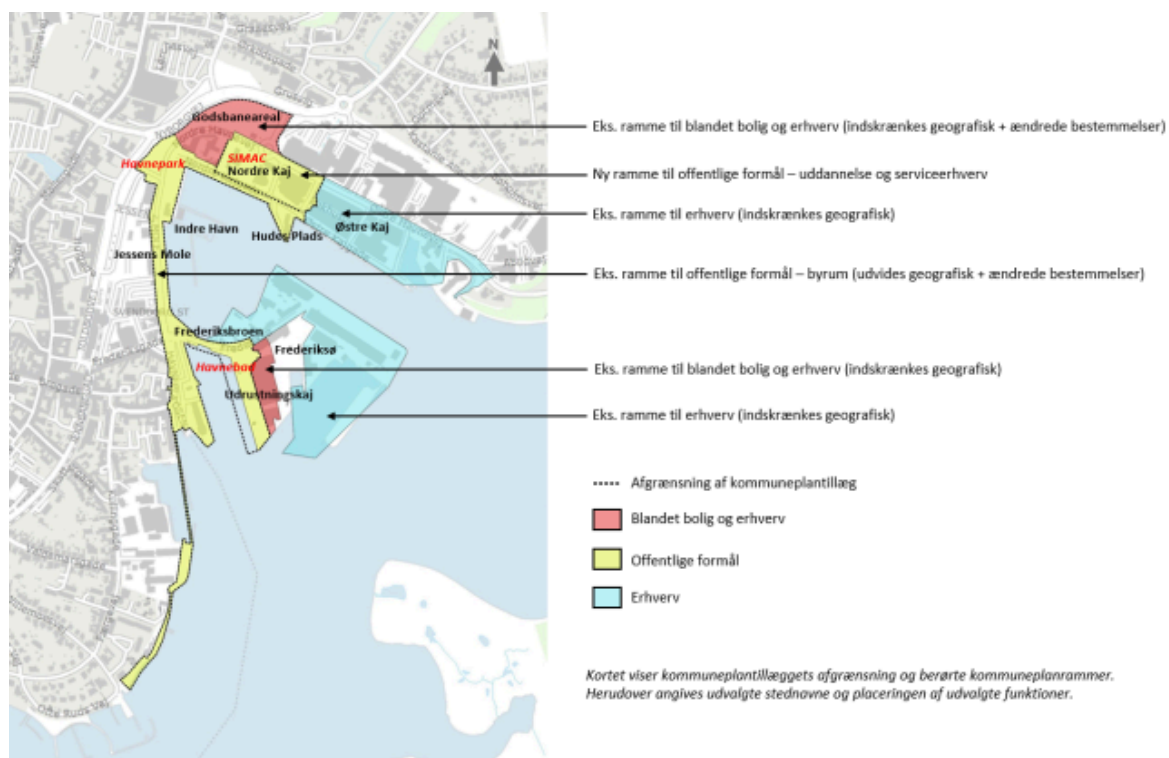 N
Godsbaneareal
Havnepark
SIMAC
Nordre Kaj
Indre Havn
Hudes Plads
Østre Kaj
Jessens Mole
Frederiksbroen
Frederiksø
Havnebad
Udrustningskaj
Eks. ramme til blandet bolig og erhverv (indskrænkes geografisk + ændrede bestemmelser)
Ny ramme til offentlige formål – uddannelse og serviceerhverv
Eks. ramme til erhverv (indskrænkes geografisk)
Eks. ramme til offentlige formål – byrum (udvides geografisk + ændrede bestemmelser)
Eks. ramme til blandet bolig og erhverv (indskrænkes geografisk)
Eks. ramme til erhverv (indskrænkes geografisk)
Afgrænsning af kommuneplantillæg
Blandet bolig og erhverv
Offentlige formål
Erhverv
Kortet viser kommuneplantillæggets afgrænsning og berørte kommuneplanrammer.
Herudover angives udvalgte stednavne og placeringen af udvalgte funktioner.